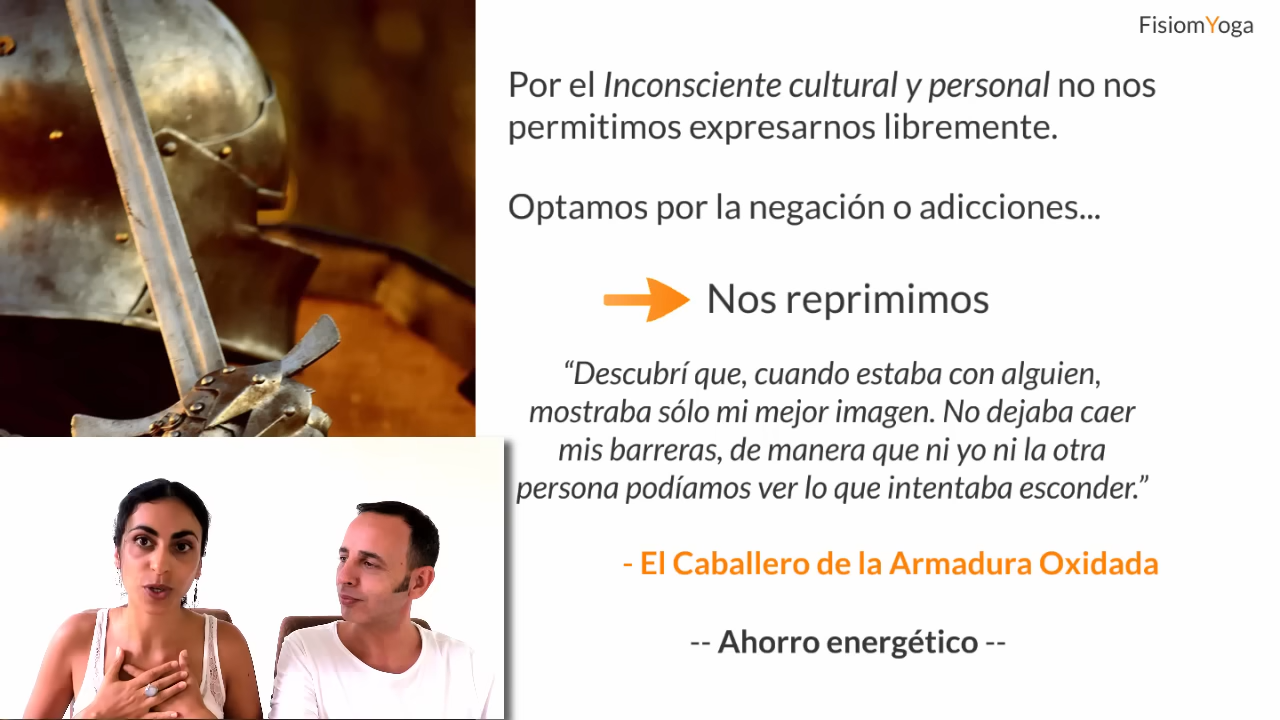 FisiomYoga
Por el Inconsciente cultural y personal no nos
permitimos expresarnos libremente.
Optamos por la negación o adicciones...
Nos reprimimos
“Descubrí que, cuando estaba con alguien,
mostraba sólo mi mejor imagen. No dejaba caer
mis barreras, de manera que ni yo ni la otra
persona podíamos ver lo que intentaba esconder.”
- El Caballero de la Armadura Oxidada
-- Ahorro energético --